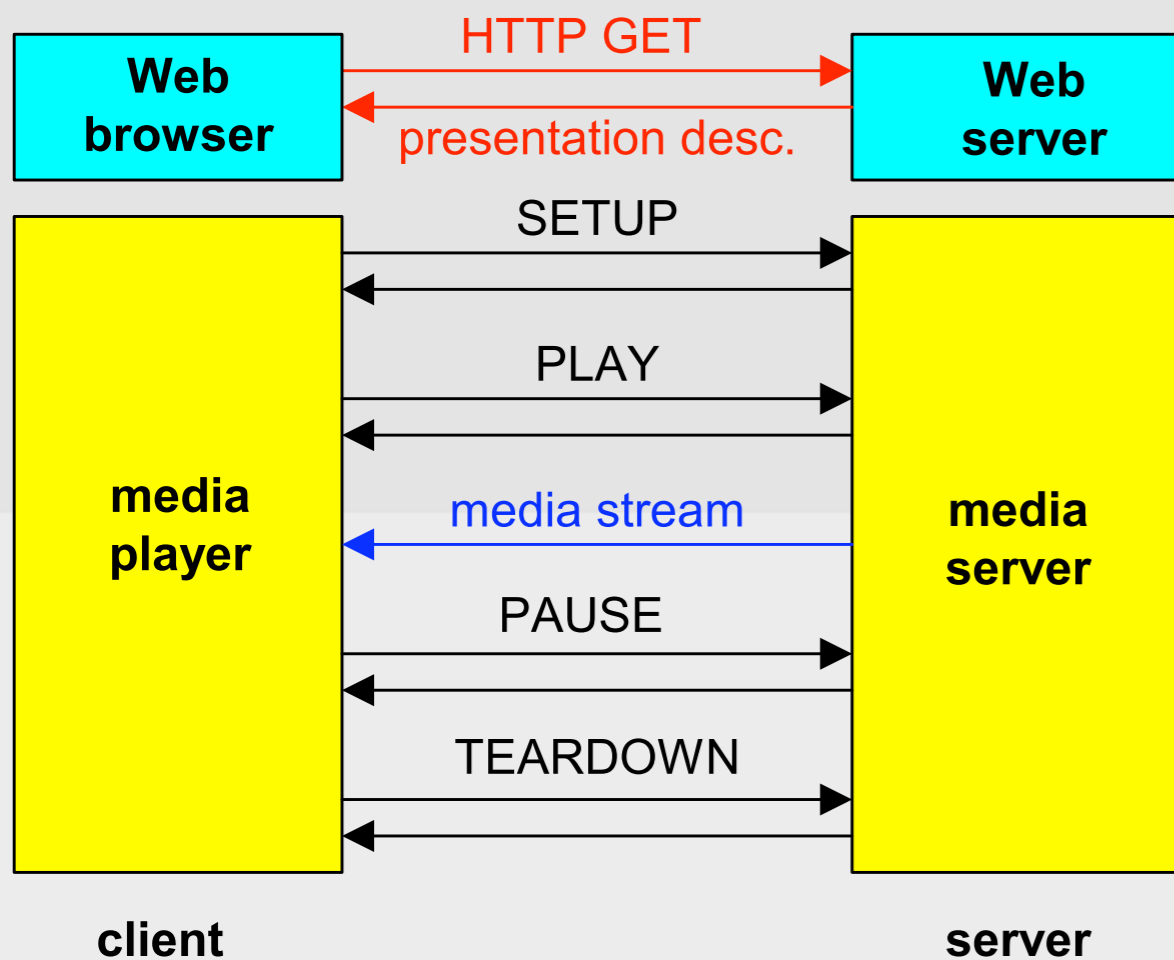 HTTP GET
Web
browser
Web
server
presentation desc.
SETUP
PLAY
media
player
media stream
media
server
PAUSE
TEARDOWN
client
server